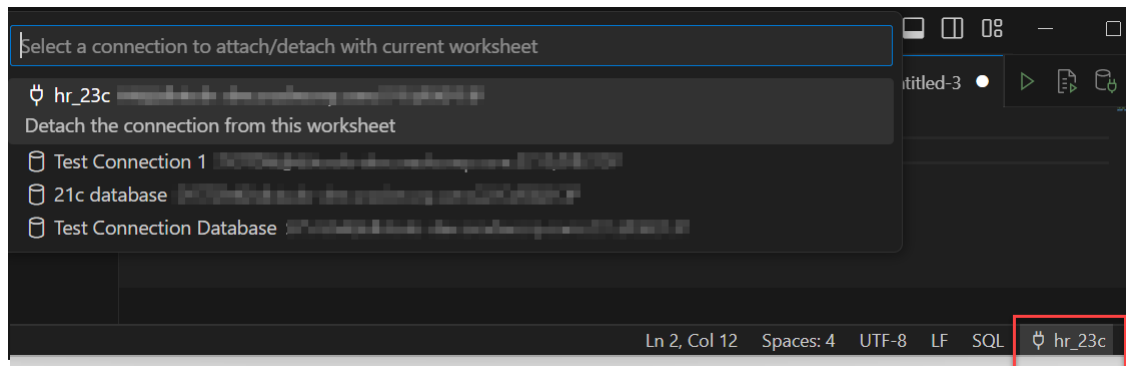 Select a connection to attach/detach with current worksheet
hr_23c
Detach the connection from this worksheet
Test Connection 1
21c database
Test Connection Database
ntitled-3
Ln 2, Col 12 Spaces: 4 UTF-8 LF SQL hr_23c